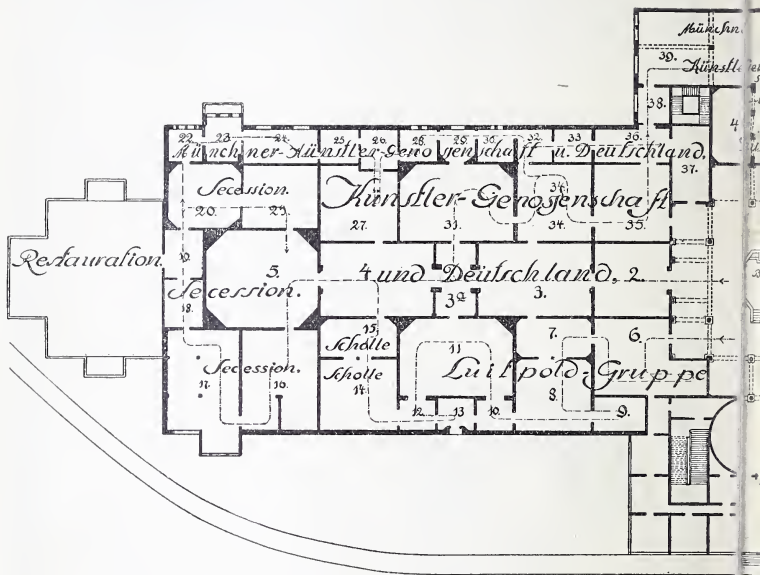 39.
38.
22. 23. 24. 25. 26. 28. 29. 30. 32. 33 36.
Münchner-Künstler-Genossenschaft u. Deutschland.
37.
Secession.
Künstler-Genossenschaft
20. 21. 27. 31. 34. 34. 35.
Restauration.
19.
5. 4 und Deutschland, 2.
Secession.
18. 3a 3.
15.
Scholle
7. 6.
11.
Secession.
Scholle
Luitpold-Gruppe
17. 16. 14. 8.
12. 13 10. 9.